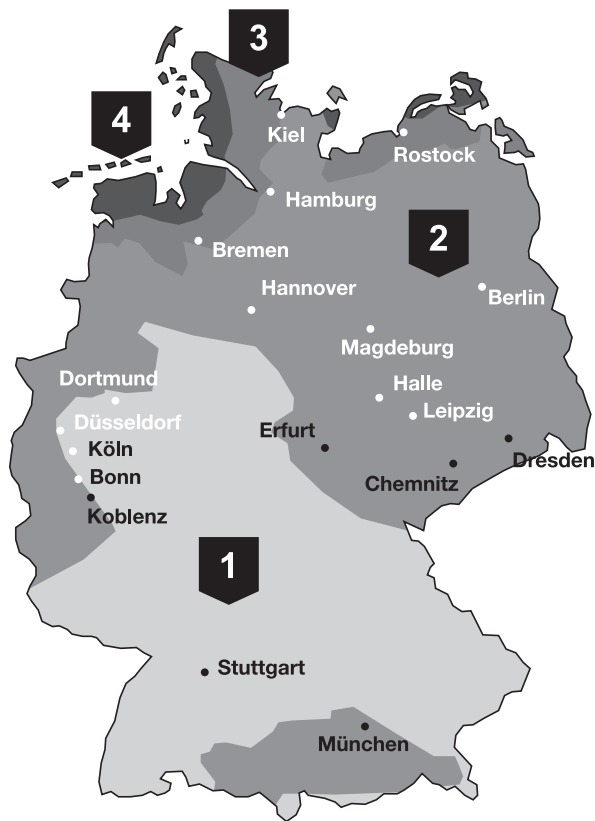 3
4
Kiel
Rostock
Hamburg
2
Bremen
Hannover
Berlin
Magdeburg
Dortmund
Halle
Düsseldorf
Leipzig
Erfurt
Köln
Dresden
Bonn
Chemnitz
Koblenz
1
Stuttgart
München